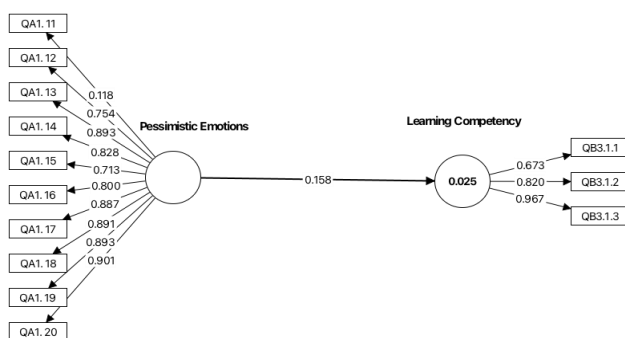 QA1. 11
QA1. 12
QA1. 13
QA1. 14
QA1. 15
QA1. 16
QA1. 17
QA1. 18
QA1. 19
QA1. 20
0.118
0.754
0.893
0.828
0.713
0.800
0.887
0.891
0.893
0.901
Pessimistic Emotions
0.158
Learning Competency
0.025
0.673
0.820
0.967
QB3.1.1
QB3.1.2
QB3.1.3